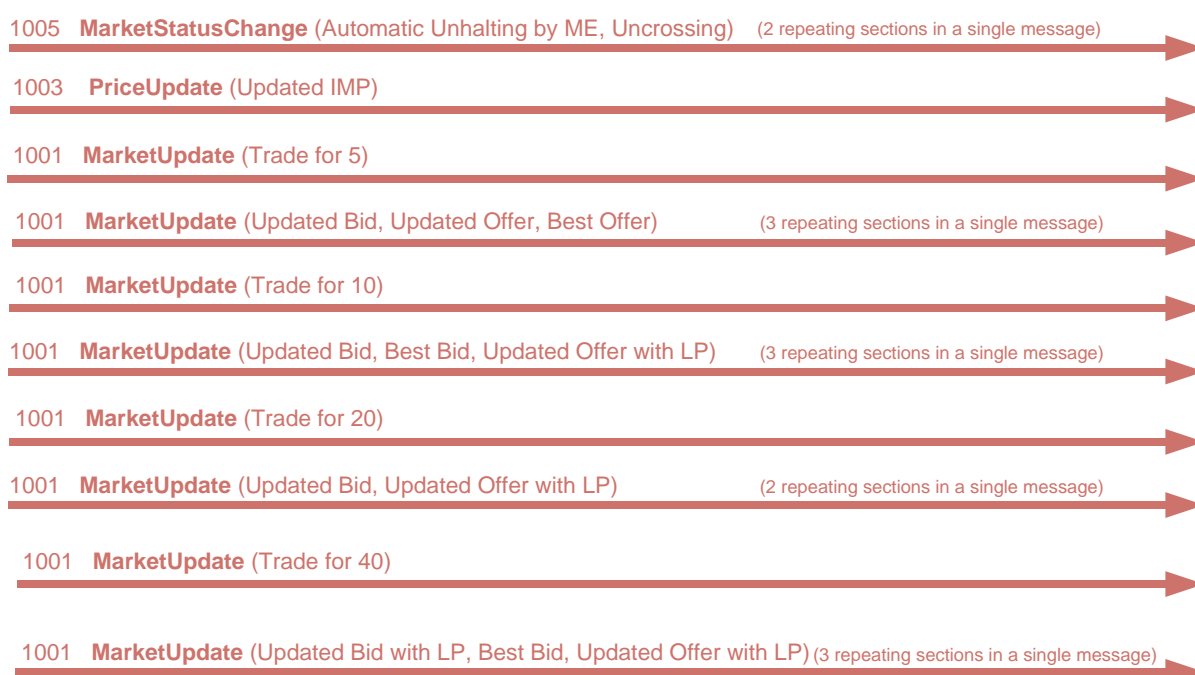 1005 MarketStatusChange (Automatic Unhalting by ME, Uncrossing) (2 repeating sections in a single message)
1003 PriceUpdate (Updated IMP)
1001 MarketUpdate (Trade for 5)
1001 MarketUpdate (Updated Bid, Updated Offer, Best Offer) (3 repeating sections in a single message)
1001 MarketUpdate (Trade for 10)
1001 MarketUpdate (Updated Bid, Best Bid, Updated Offer with LP) (3 repeating sections in a single message)
1001 MarketUpdate (Trade for 20)
1001 MarketUpdate (Updated Bid, Updated Offer with LP) (2 repeating sections in a single message)
1001 MarketUpdate (Trade for 40)
1001 MarketUpdate (Updated Bid with LP, Best Bid, Updated Offer with LP) (3 repeating sections in a single message)